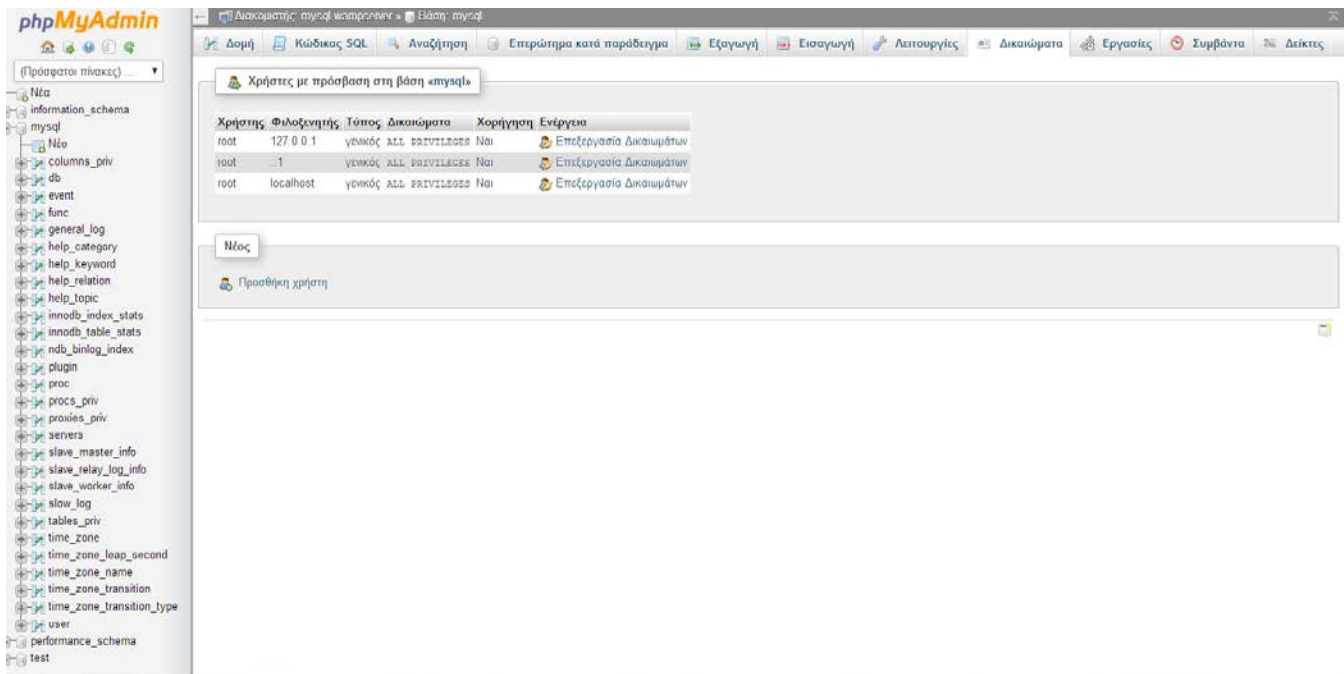 phpMyAdmin
Διακομιστής: mysql wampserver » Βάση: mysql
Δομή Κώδικας SQL Αναζήτηση Επερώτημα κατά παράδειγμα Εξαγωγή Εισαγωγή Λειτουργίες Δικαιώματα Εργασίες Συμβάντα Δείκτες
(Πρόσφατοι πίνακες) ...
Νέα
information_schema
mysql
Νέο
columns_priv
db
event
func
general_log
help_category
help_keyword
help_relation
help_topic
innodb_index_stats
innodb_table_stats
ndb_binlog_index
plugin
proc
procs_priv
proxies_priv
servers
slave_master_info
slave_relay_log_info
slave_worker_info
slow_log
tables_priv
time_zone
time_zone_leap_second
time_zone_name
time_zone_transition
time_zone_transition_type
user
performance_schema
test
Χρήστες με πρόσβαση στη βάση «mysql»
Χρήστης Φιλοξενητής Τύπος Δικαιώματα Χορήγηση Ενέργεια
root 127.0.0.1 γενικός ALL PRIVILEGES Ναι Επεξεργασία Δικαιωμάτων
root ::1 γενικός ALL PRIVILEGES Ναι Επεξεργασία Δικαιωμάτων
root localhost γενικός ALL PRIVILEGES Ναι Επεξεργασία Δικαιωμάτων
Νέος
Προσθήκη χρήστη